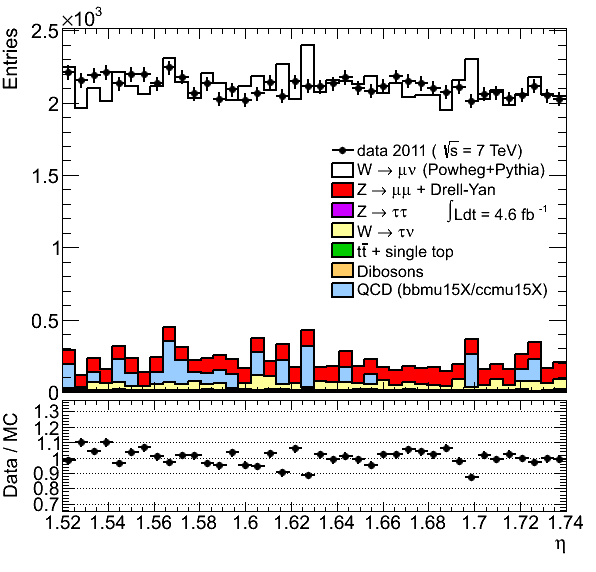 ×10³
Entries
2.5
2
1.5
1
0.5
0
data 2011 ( √s = 7 TeV)
W → μν (Powheg+Pythia)
Z → μμ + Drell-Yan
Z → ττ
∫Ldt = 4.6 fb⁻¹
W → τν
tt̄ + single top
Dibosons
QCD (bbmu15X/ccmu15X)
Data / MC
1.3
1.2
1.1
1
0.9
0.8
0.7
1.52 1.54 1.56 1.58 1.6 1.62 1.64 1.66 1.68 1.7 1.72 1.74
η